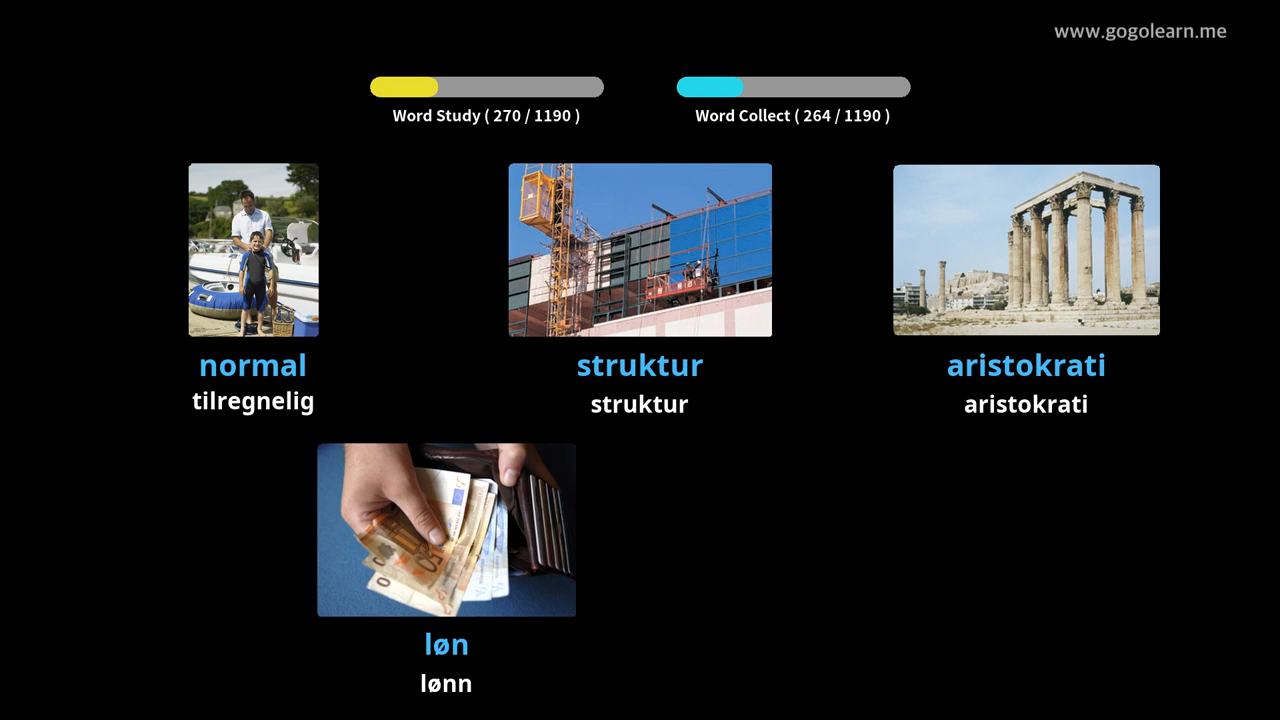 www.gogolearn.me
Word Study ( 270 / 1190 )
Word Collect ( 264 / 1190 )
normal
tilregnelig
struktur
struktur
aristokrati
aristokrati
50
løn
lønn